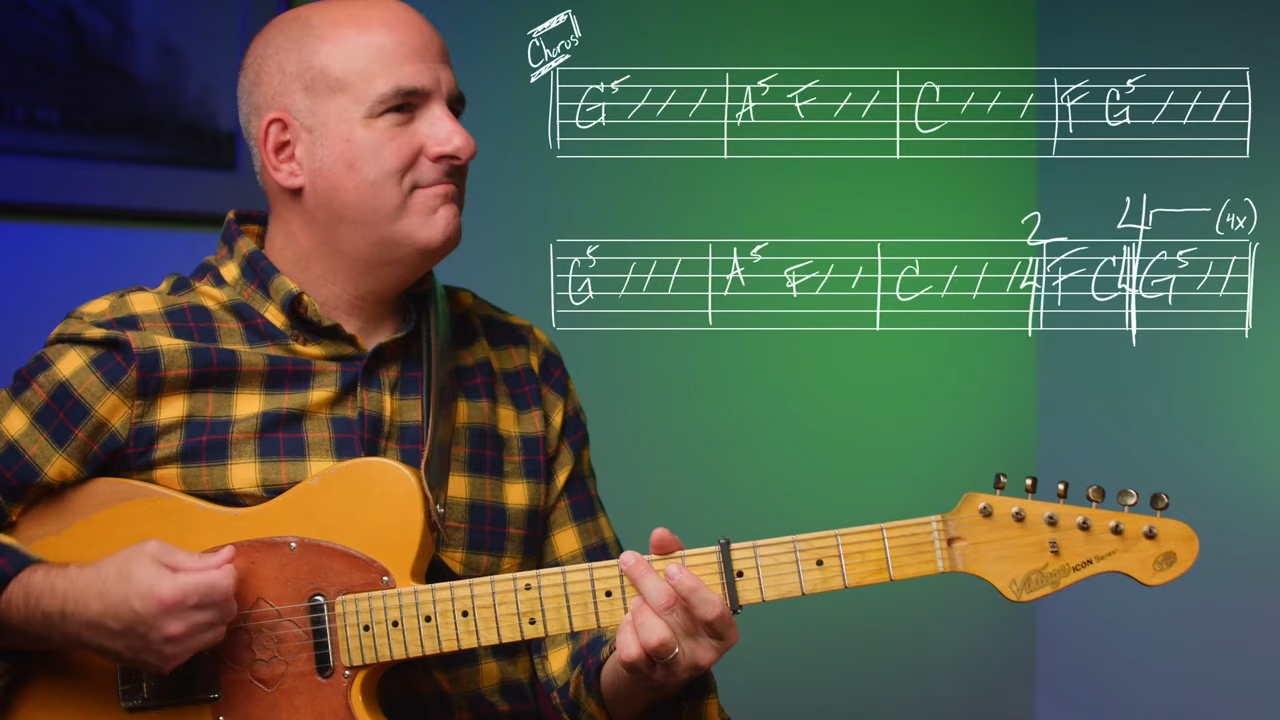 Chorus
G5 / / / A5 F / / C / / / F G5 / / /
2 4 (4x)
G5 / / / A5 F / / C / / / 4 F C 4 G5 / /
Vintage ICON Series